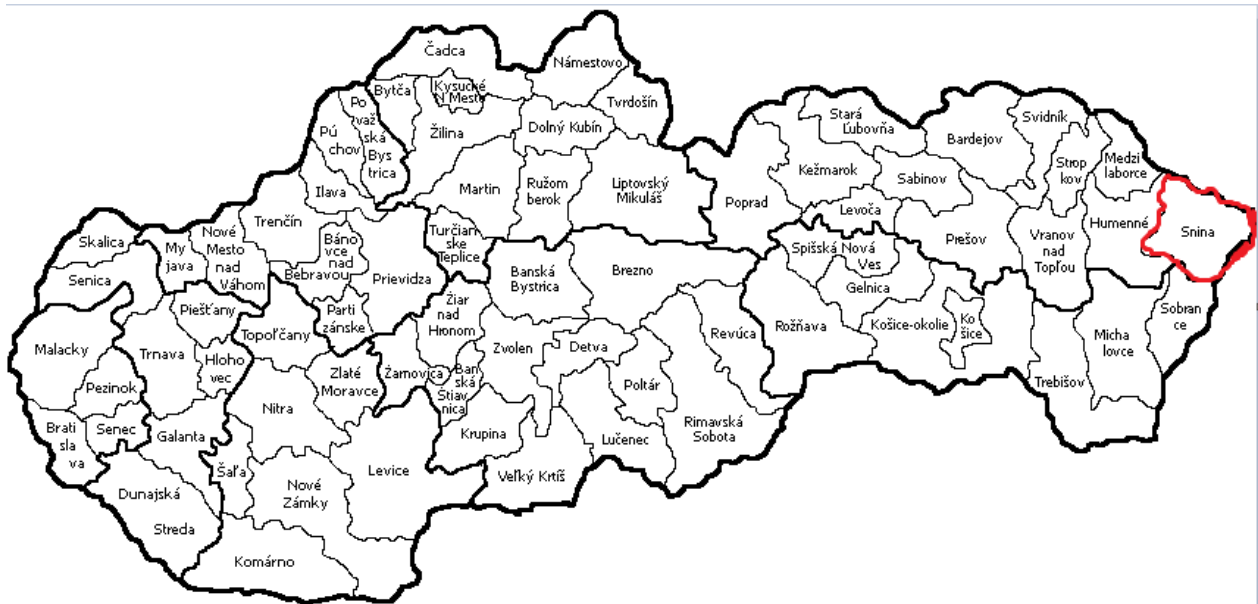 Čadca
Námestovo
Bytča
Kysucké
N Mesto
Tvrdošín
Po
važ
ská
Bys
trica
Pú
chov
Žilina
Dolný Kubín
Stará
Ľubovňa
Bardejov
Svidník
Strop
kov
Medzi
laborce
Ilava
Martin
Ružom
berok
Liptovský
Mikuláš
Poprad
Kežmarok
Sabinov
Levoča
Prešov
Vranov
nad
Topľou
Humenné
Snina
Skalica
Senica
My
java
Nové
Mesto
nad
Váhom
Trenčín
Báno
vce
nad
Bebravou
Prievidza
Turčian
ske
Teplice
Banská
Bystrica
Brezno
Spišská Nová
Ves
Gelnica
Rožňava
Košice-okolie
Ko
šice
Micha
lovce
Sobran
ce
Trebišov
Malacky
Pezinok
Brati
sla
va
Senec
Trnava
Piešťany
Hloho
vec
Galanta
Dunajská
Streda
Topoľčany
Parti
zánske
Zlaté
Moravce
Nitra
Šaľa
Nové
Zámky
Komárno
Levice
Žiar
nad
Hronom
Žarnovica
Ban
ská
Štiav
nica
Zvolen
Detva
Krupina
Veľký Krtíš
Lučenec
Poltár
Revúca
Rimavská
Sobota